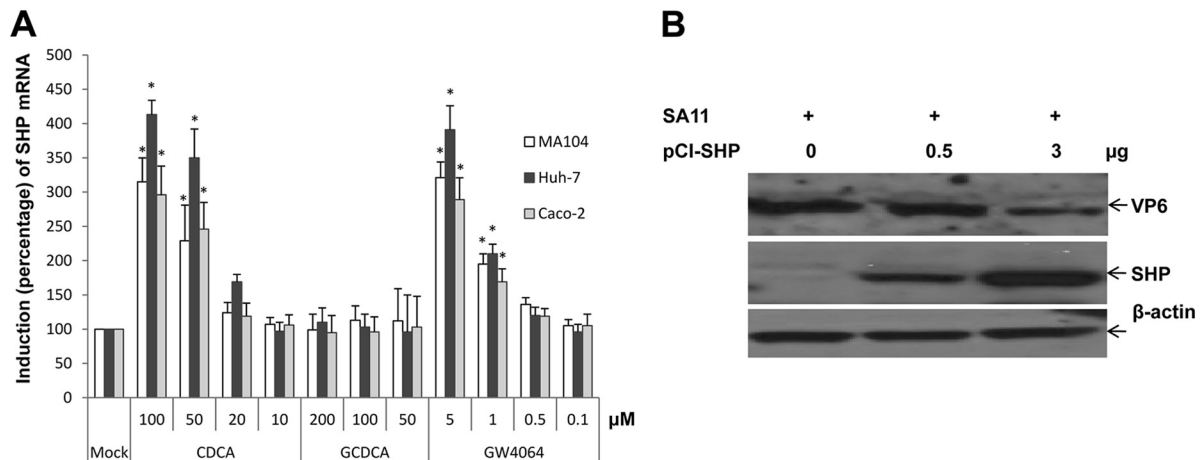 A
Induction (percentage) of SHP mRNA
500
450
400
350
300
250
200
150
100
50
0
* * * * * * * * * * * *
MA104
Huh-7
Caco-2
100 50 20 10 200 100 50 5 1 0.5 0.1 μM
Mock CDCA GCDCA GW4064
B
SA11 + + +
pCI-SHP 0 0.5 3 μg
VP6
SHP
β-actin